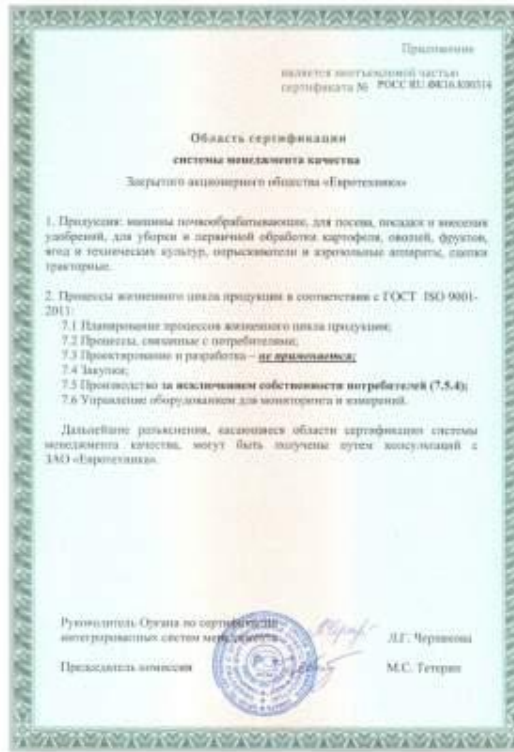 Приложение
является неотъемлемой частью
сертификата № РОСС RU.ФК16.К00314
Область сертификации
системы менеджмента качества
Закрытого акционерного общества «Евротехника»
1. Продукция: машины почвообрабатывающие, для посева, посадки и внесения
удобрений, для уборки и первичной обработки картофеля, овощей, фруктов,
ягод и технических культур, опрыскиватели и аэрозольные аппараты, сцепки
тракторные.
2. Процессы жизненного цикла продукции в соответствии с ГОСТ ISO 9001-
2011:
7.1 Планирование процессов жизненного цикла продукции;
7.2 Процессы, связанные с потребителями;
7.3 Проектирование и разработка – не применяется;
7.4 Закупки;
7.5 Производство за исключением собственности потребителей (7.5.4);
7.6 Управление оборудованием для мониторинга и измерений.
Дальнейшие разъяснения, касающиеся области сертификации системы
менеджмента качества, могут быть получены путем консультаций с
ЗАО «Евротехника».
Руководитель Органа по сертификации
интегрированных систем менеджмента Л.Г. Черникова
Председатель комиссии М.С. Тетерин